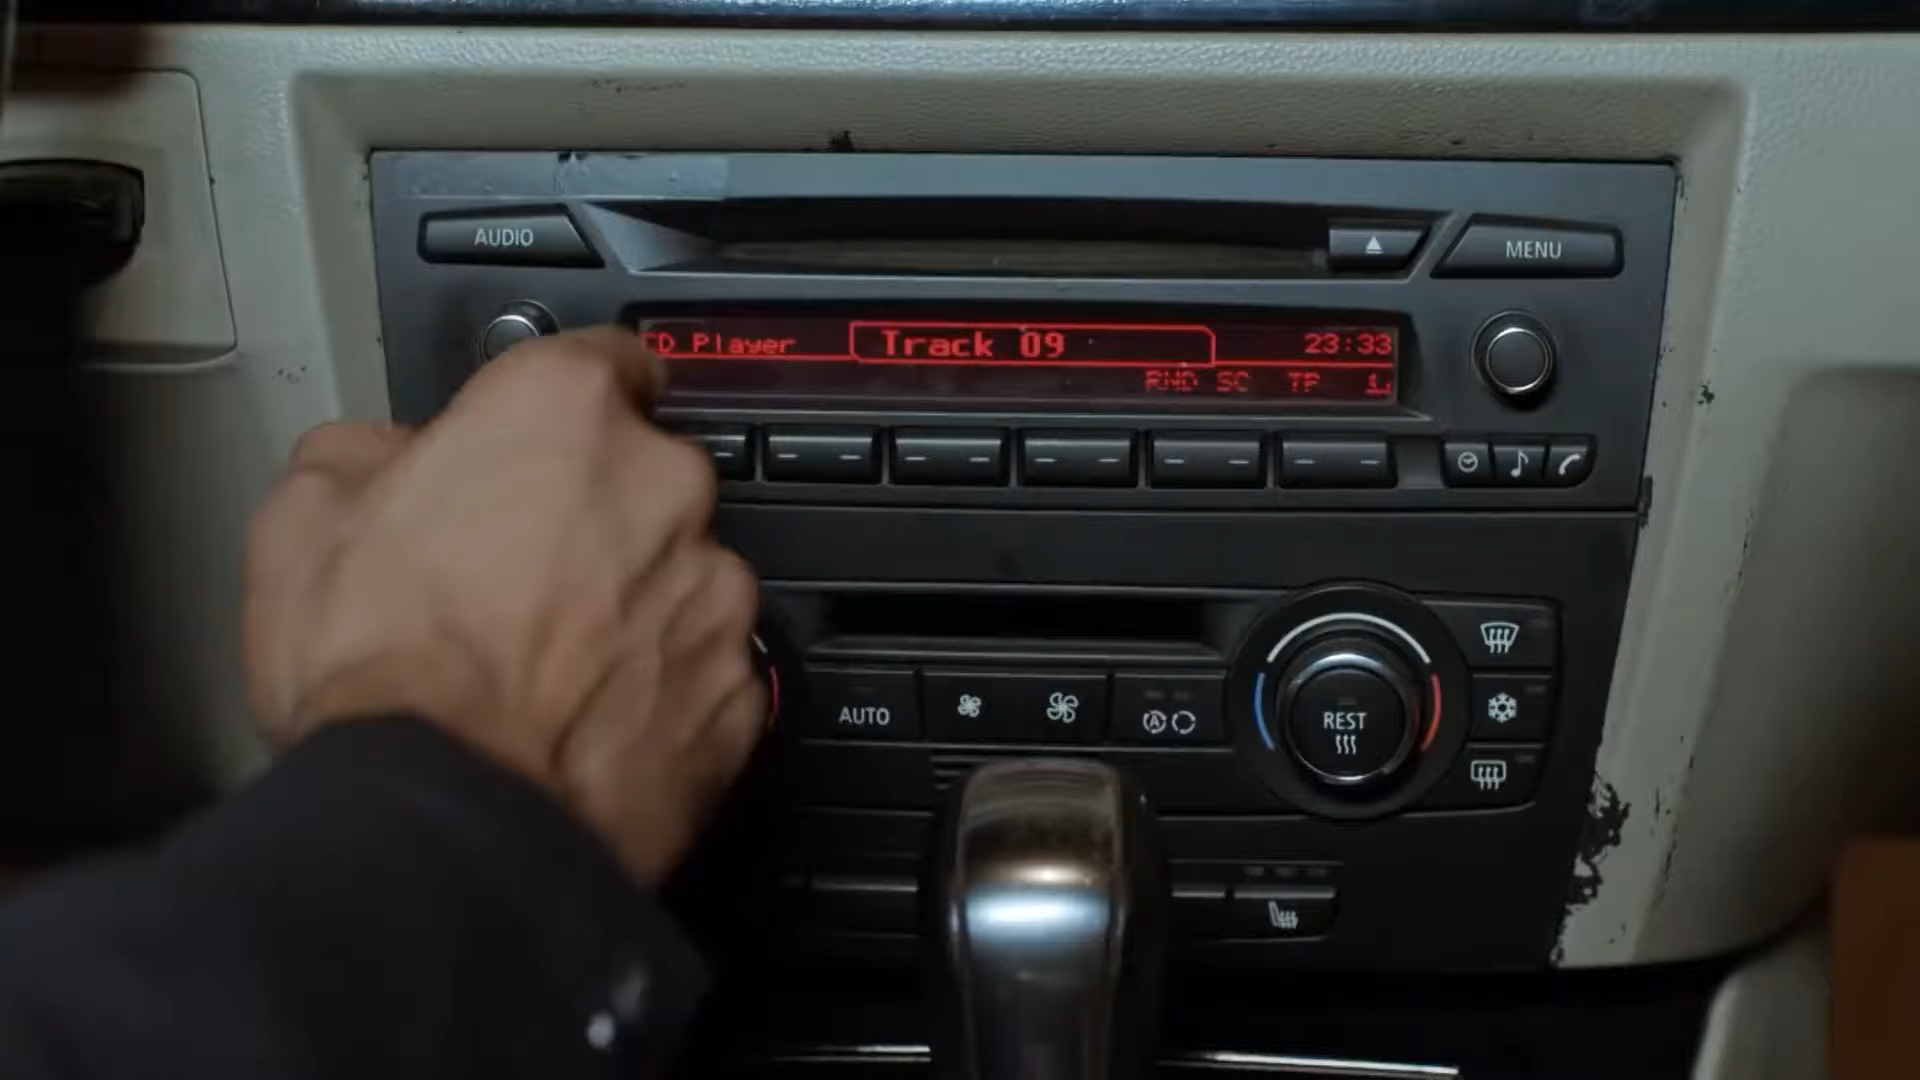 AUDIO
MENU
CD Player
Track 09
23:33
RND SC TP
AUTO
A
REST